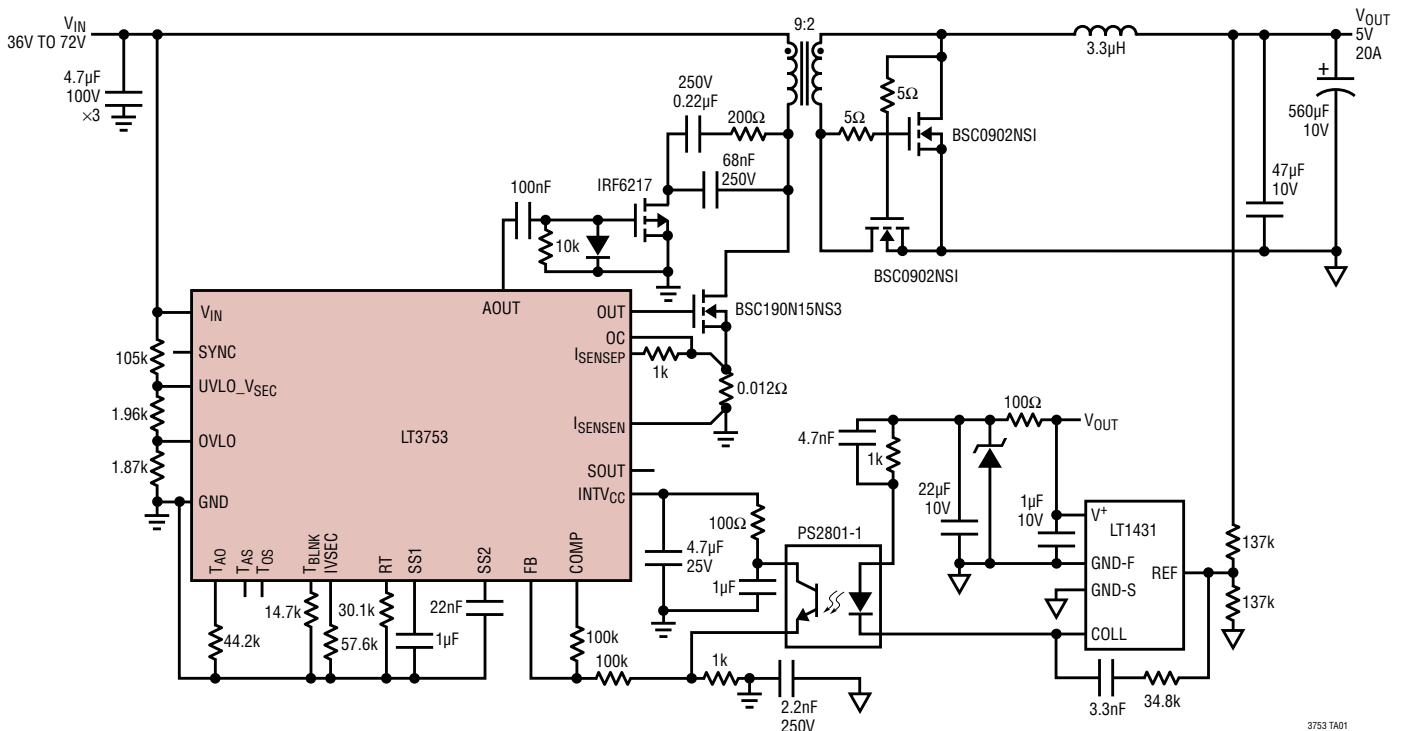 VIN
36V TO 72V
4.7µF
100V
×3
9:2
VOUT
5V
20A
3.3µH
250V
0.22µF
200Ω
5Ω
5Ω
BSC0902NSI
560µF
10V
68nF
250V
IRF6217
100nF
10k
47µF
10V
BSC0902NSI
VIN
AOUT
OUT
BSC190N15NS3
OC
SYNC
ISENSEP
1k
105k
UVLO_VSEC
0.012Ω
1.96k
LT3753
ISENSEN
OVLO
1.87k
SOUT
GND
INTVCC
100Ω
VOUT
4.7nF
1k
22µF
10V
1µF
10V
V+
LT1431
GND-F
REF
GND-S
COLL
137k
137k
100Ω
4.7µF
25V
1µF
PS2801-1
TAO
TAS
TOS
TBLNK
IVSEC
RT
SS1
SS2
FB
COMP
44.2k
14.7k
57.6k
30.1k
1µF
22nF
100k
100k
1k
2.2nF
250V
3.3nF
34.8k
3753 TA01